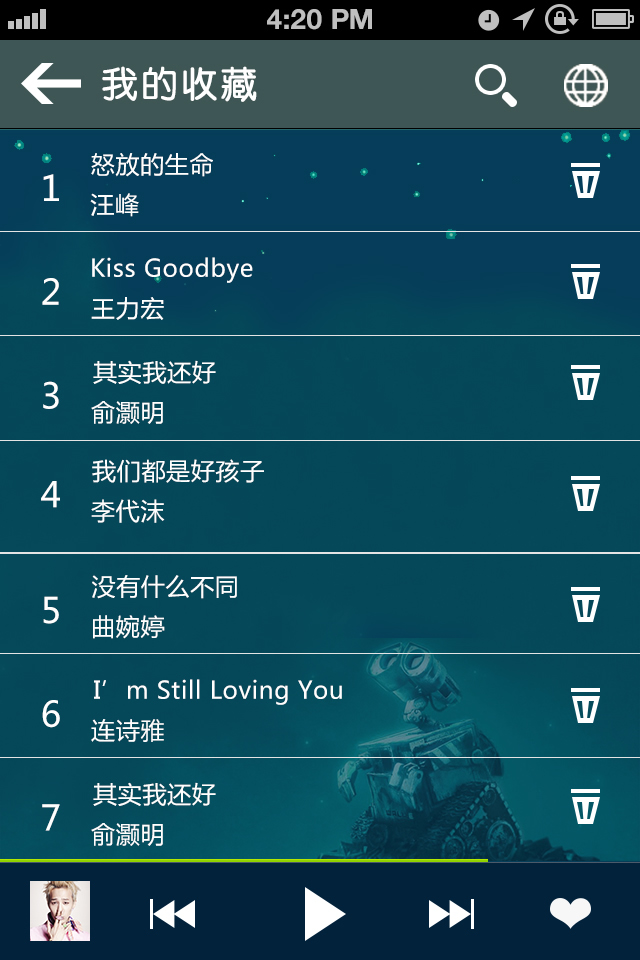 4:20 PM
我的收藏
1
怒放的生命
汪峰
2
Kiss Goodbye
王力宏
3
其实我还好
俞灏明
4
我们都是好孩子
李代沫
5
没有什么不同
曲婉婷
6
I’m Still Loving You
连诗雅
7
其实我还好
俞灏明